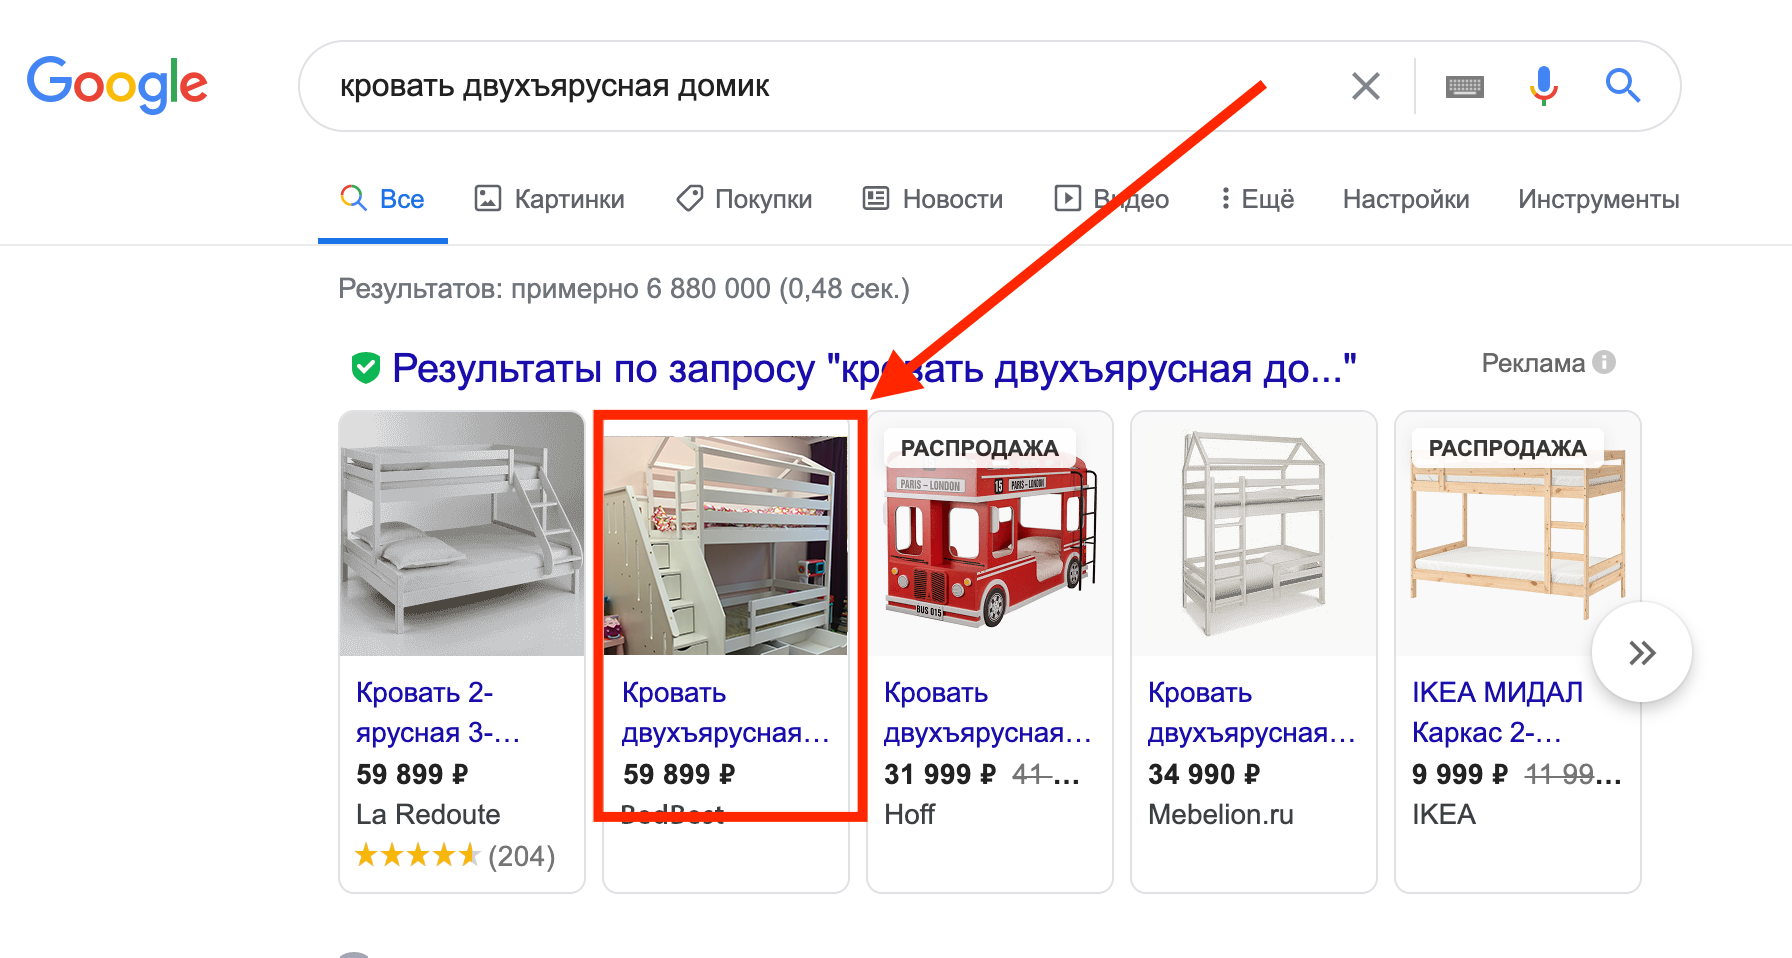 Google
кровать двухъярусная домик
Все
Картинки
Покупки
Новости
Видео
Ещё
Настройки
Инструменты
Результатов: примерно 6 880 000 (0,48 сек.)
Результаты по запросу "кровать двухъярусная до..."
Реклама
Кровать 2-
ярусная 3-...
59 899 ₽
La Redoute
(204)
Кровать
двухъярусная...
59 899 ₽
BedBest
РАСПРОДАЖА
PARIS – LONDON
15 PARIS – LONDON
BUS 015
Кровать
двухъярусная...
31 999 ₽ 41 ...
Hoff
Кровать
двухъярусная...
34 990 ₽
Mebelion.ru
РАСПРОДАЖА
IKEA МИДАЛ
Каркас 2-...
9 999 ₽ 11 99...
IKEA